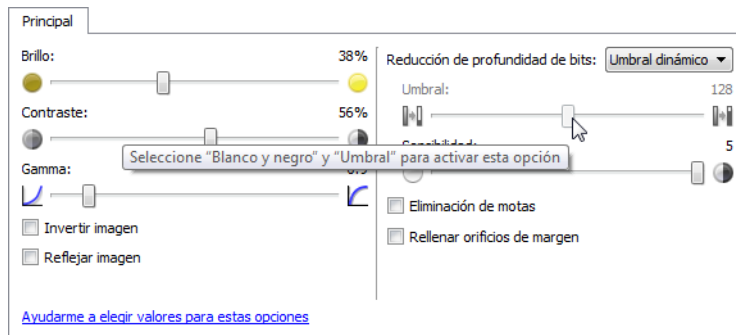 Principal
Brillo: 38%
Contraste: 56%
Gamma:
Invertir imagen
Reflejar imagen
Ayudarme a elegir valores para estas opciones
Reducción de profundidad de bits: Umbral dinámico
Umbral: 128
Seleccione "Blanco y negro" y "Umbral" para activar esta opción
5
Eliminación de motas
Rellenar orificios de margen